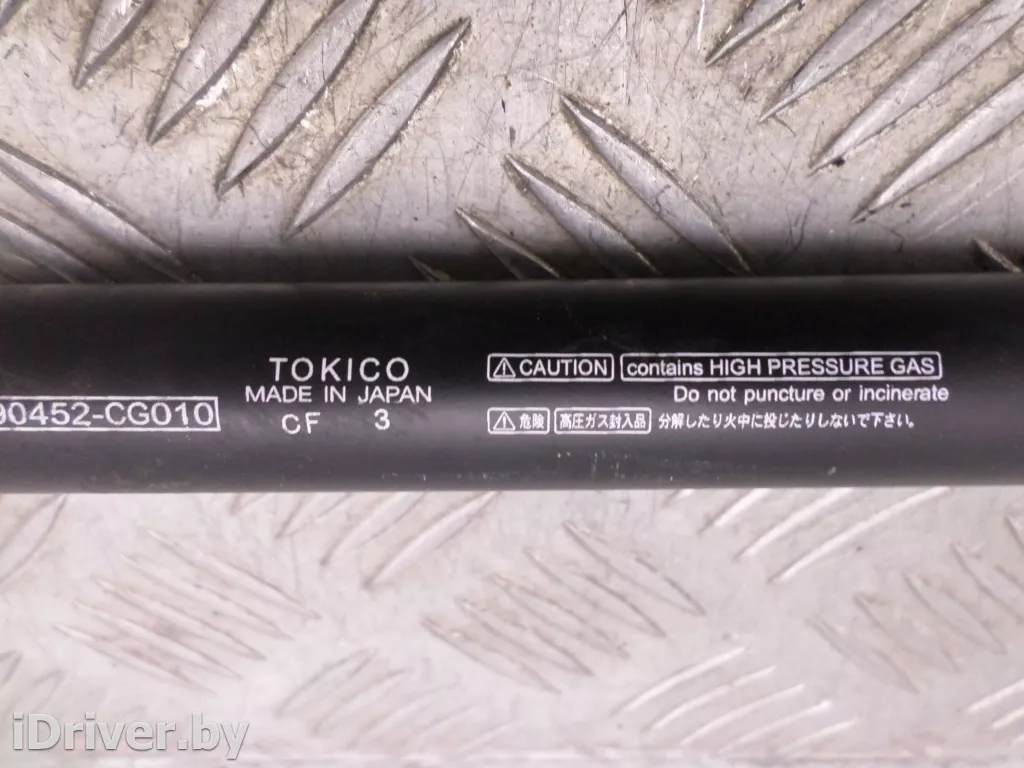 90452-CG010
TOKICO
MADE IN JAPAN
CF 3
⚠ CAUTION contains HIGH PRESSURE GAS
Do not puncture or incinerate
⚠ 危険 高圧ガス封入品 分解したり火中に投じたりしないで下さい。
iDriver.by